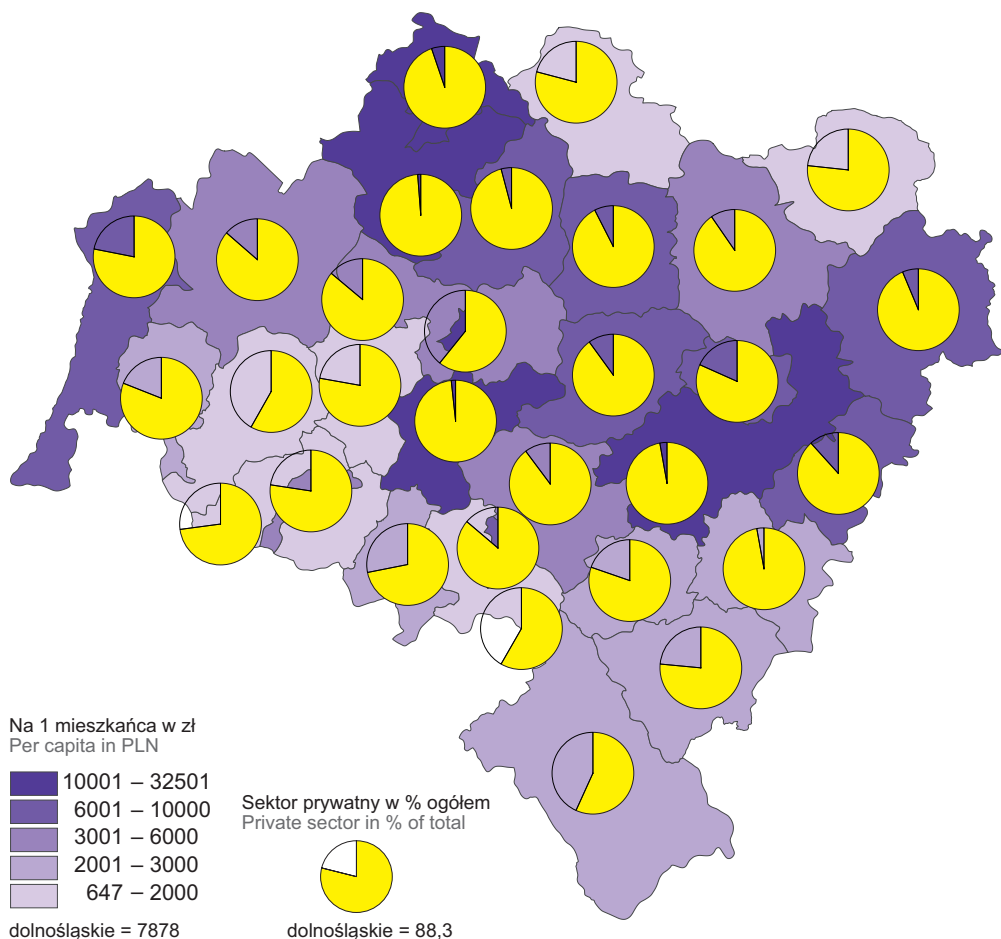 Na 1 mieszkańca w zł
Per capita in PLN
10001 – 32501
6001 – 10000
3001 – 6000
2001 – 3000
647 – 2000
dolnośląskie = 7878
Sektor prywatny w % ogółem
Private sector in % of total
dolnośląskie = 88,3